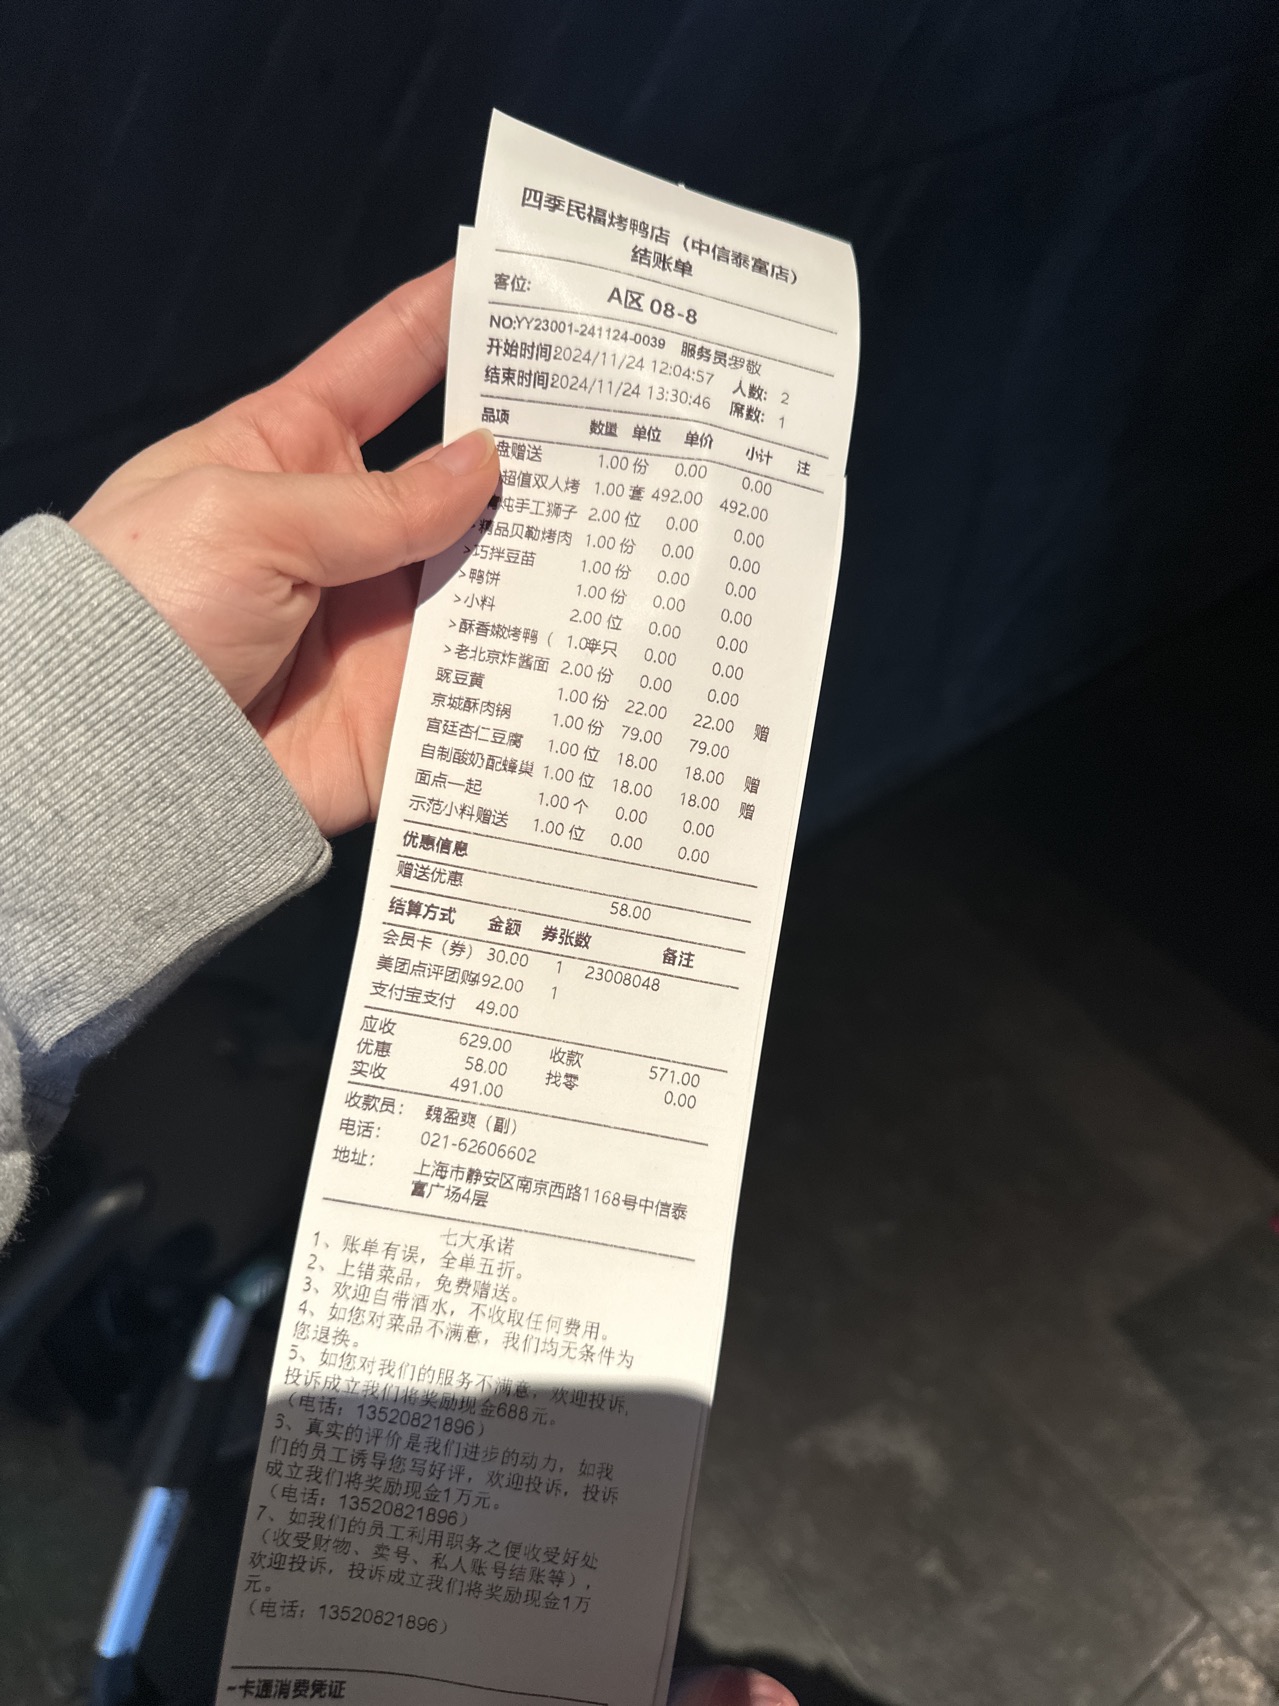 四季民福烤鸭店（中信泰富店）
结账单
客位: A区 08-8
NO:YY23001-241124-0039 服务员:罗敬
开始时间2024/11/24 12:04:57 人数: 2
结束时间2024/11/24 13:30:46 席数: 1
品项 数量 单位 单价 小计 注
盘赠送 1.00 份 0.00 0.00
超值双人烤 1.00 套 492.00 492.00
炖手工狮子 2.00 位 0.00 0.00
>精品贝勒烤肉 1.00 份 0.00 0.00
>巧拌豆苗 1.00 份 0.00 0.00
>鸭饼 1.00 份 0.00 0.00
>小料 2.00 位 0.00 0.00
>酥香嫩烤鸭（ 1.00半只 0.00 0.00
>老北京炸酱面 2.00 份 0.00 0.00
豌豆黄 1.00 份 22.00 22.00 赠
京城酥肉锅 1.00 份 79.00 79.00
宫廷杏仁豆腐 1.00 位 18.00 18.00 赠
自制酸奶配蜂巢 1.00 位 18.00 18.00 赠
面点一起 1.00 个 0.00 0.00
示范小料赠送 1.00 位 0.00 0.00
优惠信息
赠送优惠 58.00
结算方式 金额 券张数 备注
会员卡（券） 30.00 1 23008048
美团点评团购492.00 1
支付宝支付 49.00
应收 629.00 收款 571.00
优惠 58.00 找零 0.00
实收 491.00
收款员: 魏盈爽（副）
电话: 021-62606602
地址: 上海市静安区南京西路1168号中信泰
富广场4层
七大承诺
1、账单有误，全单五折。
2、上错菜品，免费赠送。
3、欢迎自带酒水，不收取任何费用。
4、如您对菜品不满意，我们均无条件为
您退换。
5、如您对我们的服务不满意，欢迎投诉，
投诉成立我们将奖励现金688元。
（电话：13520821896）
6、真实的评价是我们进步的动力，如我
们的员工诱导您写好评，欢迎投诉，投诉
成立我们将奖励现金1万元。
（电话：13520821896）
7、如我们的员工利用职务之便收受好处
（收受财物、卖号、私人账号结账等），
欢迎投诉，投诉成立我们将奖励现金1万
元。
（电话：13520821896）
一卡通消费凭证